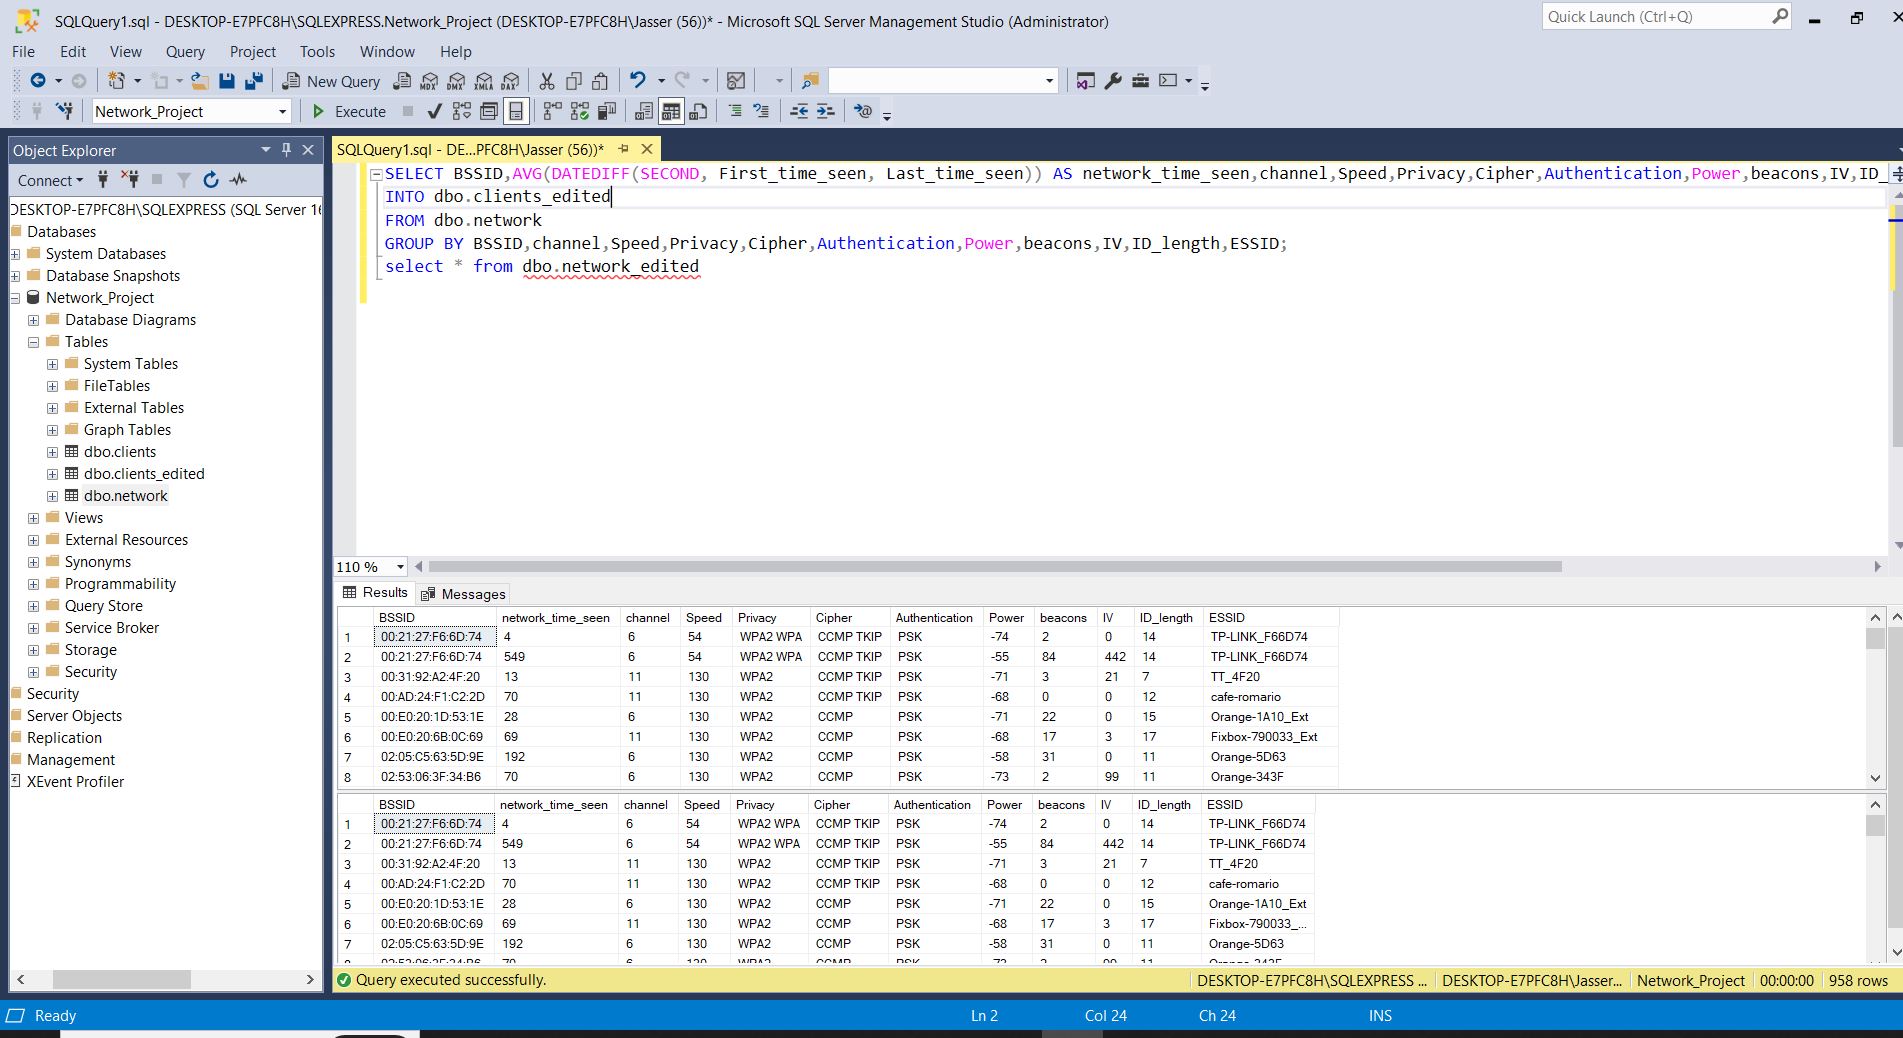 SQLQuery1.sql - DESKTOP-E7PFC8H\SQLEXPRESS.Network_Project (DESKTOP-E7PFC8H\Jasser (56))* - Microsoft SQL Server Management Studio (Administrator)
Quick Launch (Ctrl+Q)
File Edit View Query Project Tools Window Help
New Query MDX DMX XMLA DAX
Network_Project Execute
Object Explorer
Connect
DESKTOP-E7PFC8H\SQLEXPRESS (SQL Server 16
Databases
System Databases
Database Snapshots
Network_Project
Database Diagrams
Tables
System Tables
FileTables
External Tables
Graph Tables
dbo.clients
dbo.clients_edited
dbo.network
Views
External Resources
Synonyms
Programmability
Query Store
Service Broker
Storage
Security
Security
Server Objects
Replication
Management
XEvent Profiler
SQLQuery1.sql - DE...PFC8H\Jasser (56))*
SELECT BSSID,AVG(DATEDIFF(SECOND, First_time_seen, Last_time_seen)) AS network_time_seen,channel,Speed,Privacy,Cipher,Authentication,Power,beacons,IV,ID_
INTO dbo.clients_edited
FROM dbo.network
GROUP BY BSSID,channel,Speed,Privacy,Cipher,Authentication,Power,beacons,IV,ID_length,ESSID;
select * from dbo.network_edited
110 %
Results Messages
BSSID network_time_seen channel Speed Privacy Cipher Authentication Power beacons IV ID_length ESSID
1 00:21:27:F6:6D:74 4 6 54 WPA2 WPA CCMP TKIP PSK -74 2 0 14 TP-LINK_F66D74
2 00:21:27:F6:6D:74 549 6 54 WPA2 WPA CCMP TKIP PSK -55 84 442 14 TP-LINK_F66D74
3 00:31:92:A2:4F:20 13 11 130 WPA2 CCMP TKIP PSK -71 3 21 7 TT_4F20
4 00:AD:24:F1:C2:2D 70 11 130 WPA2 CCMP TKIP PSK -68 0 0 12 cafe-romario
5 00:E0:20:1D:53:1E 28 6 130 WPA2 CCMP PSK -71 22 0 15 Orange-1A10_Ext
6 00:E0:20:6B:0C:69 69 11 130 WPA2 CCMP PSK -68 17 3 17 Fixbox-790033_Ext
7 02:05:C5:63:5D:9E 192 6 130 WPA2 CCMP PSK -58 31 0 11 Orange-5D63
8 02:53:06:3F:34:B6 70 6 130 WPA2 CCMP PSK -73 2 99 11 Orange-343F
BSSID network_time_seen channel Speed Privacy Cipher Authentication Power beacons IV ID_length ESSID
1 00:21:27:F6:6D:74 4 6 54 WPA2 WPA CCMP TKIP PSK -74 2 0 14 TP-LINK_F66D74
2 00:21:27:F6:6D:74 549 6 54 WPA2 WPA CCMP TKIP PSK -55 84 442 14 TP-LINK_F66D74
3 00:31:92:A2:4F:20 13 11 130 WPA2 CCMP TKIP PSK -71 3 21 7 TT_4F20
4 00:AD:24:F1:C2:2D 70 11 130 WPA2 CCMP TKIP PSK -68 0 0 12 cafe-romario
5 00:E0:20:1D:53:1E 28 6 130 WPA2 CCMP PSK -71 22 0 15 Orange-1A10_Ext
6 00:E0:20:6B:0C:69 69 11 130 WPA2 CCMP PSK -68 17 3 17 Fixbox-790033_...
7 02:05:C5:63:5D:9E 192 6 130 WPA2 CCMP PSK -58 31 0 11 Orange-5D63
Query executed successfully. DESKTOP-E7PFC8H\SQLEXPRESS ... DESKTOP-E7PFC8H\Jasser... Network_Project 00:00:00 958 rows
Ready Ln 2 Col 24 Ch 24 INS